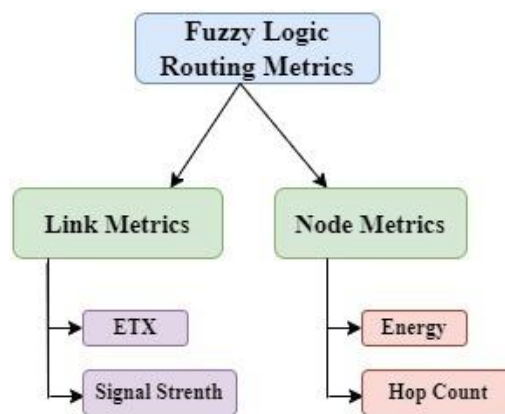 Fuzzy Logic
Routing Metrics
Link Metrics
Node Metrics
ETX
Energy
Signal Strenth
Hop Count